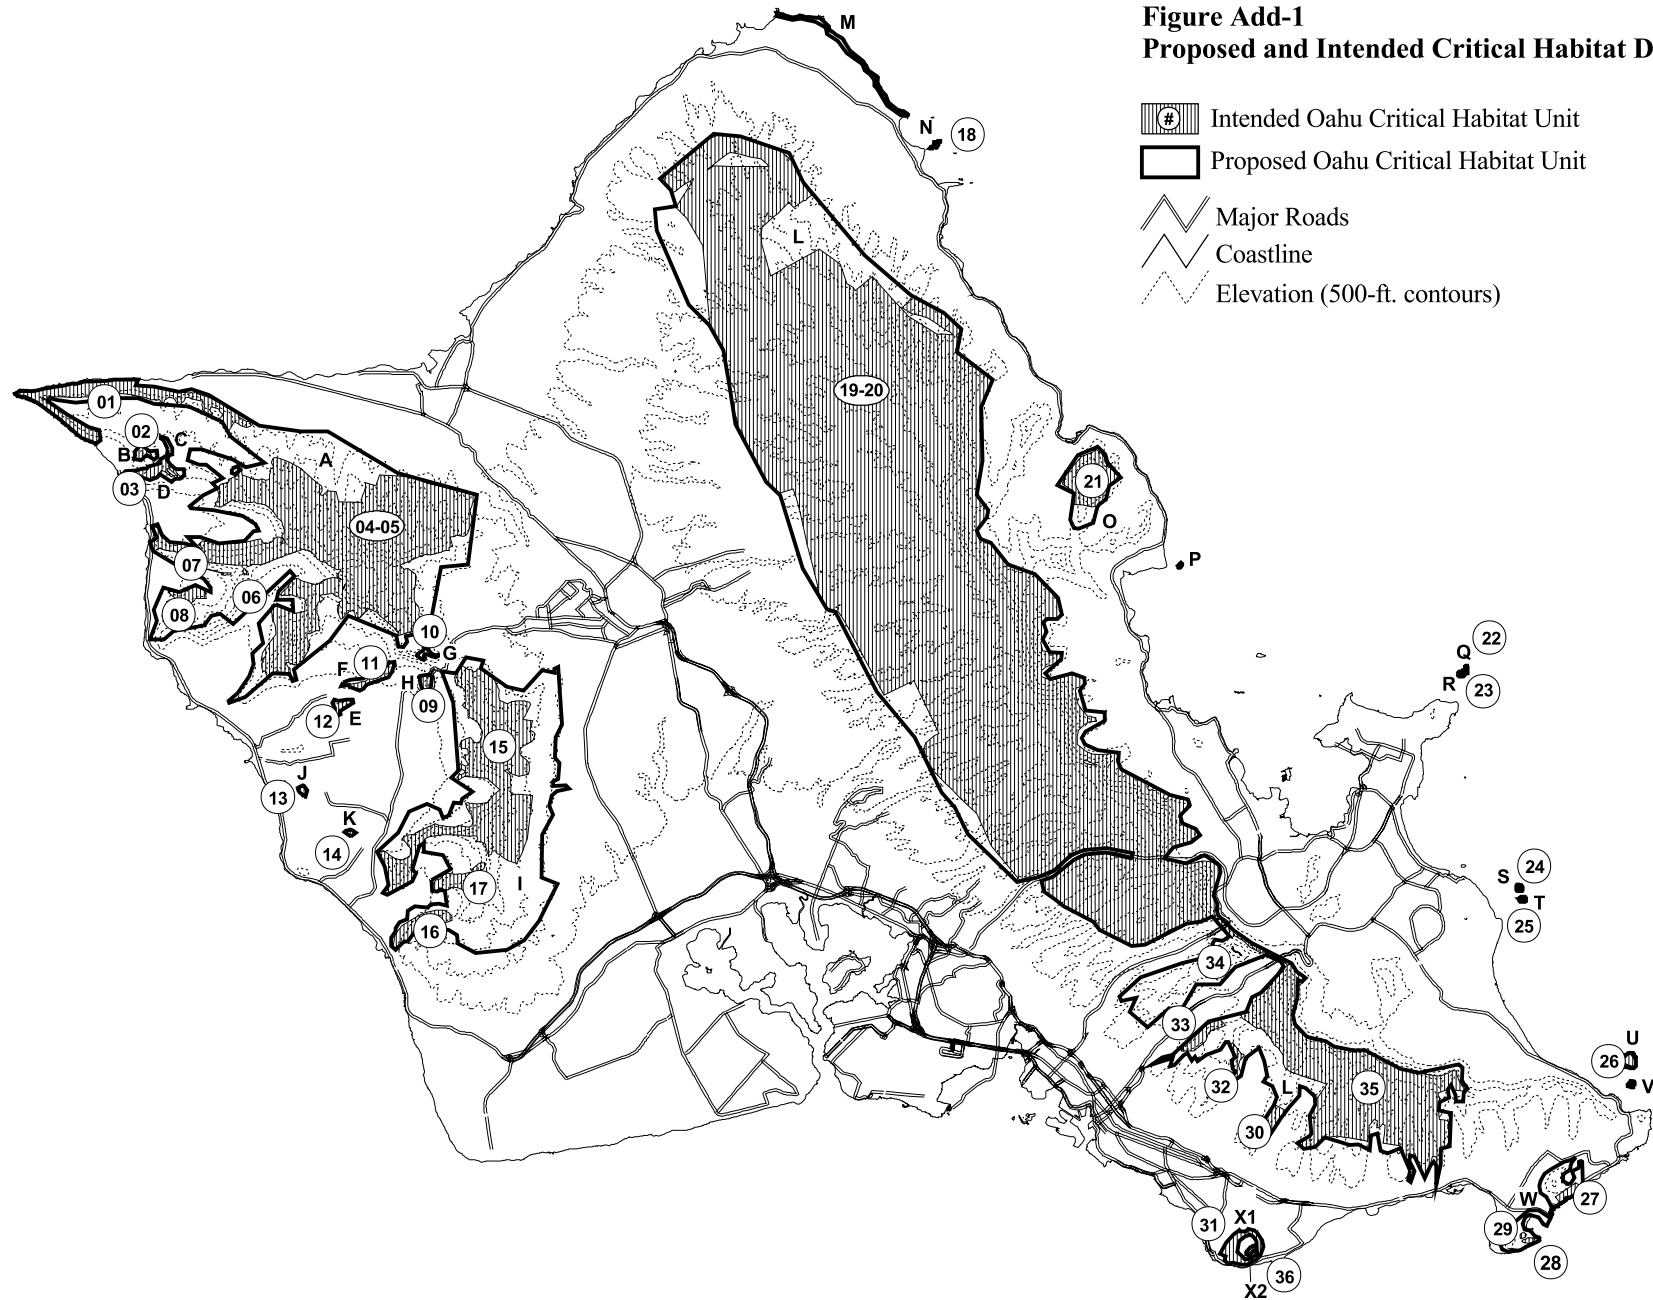 Figure Add-1
Proposed and Intended Critical Habitat D
# Intended Oahu Critical Habitat Unit
Proposed Oahu Critical Habitat Unit
Major Roads
Coastline
Elevation (500-ft. contours)
M
N
18
L
19-20
01
02
C
B
A
03
D
04-05
21
O
P
07
06
08
10
G
11
F
H
09
12
E
22
Q
R
23
15
J
13
K
14
17
I
16
24
S
T
25
34
33
U
26
V
32
L
35
30
27
W
29
28
31
X1
36
X2